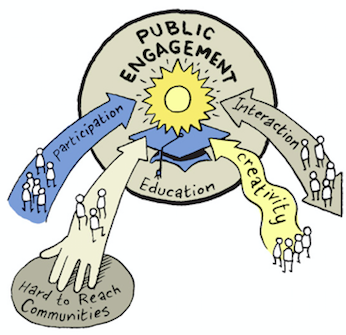 PUBLIC
ENGAGEMENT
participation
Interaction
creativity
Education
Hard to Reach
Communities